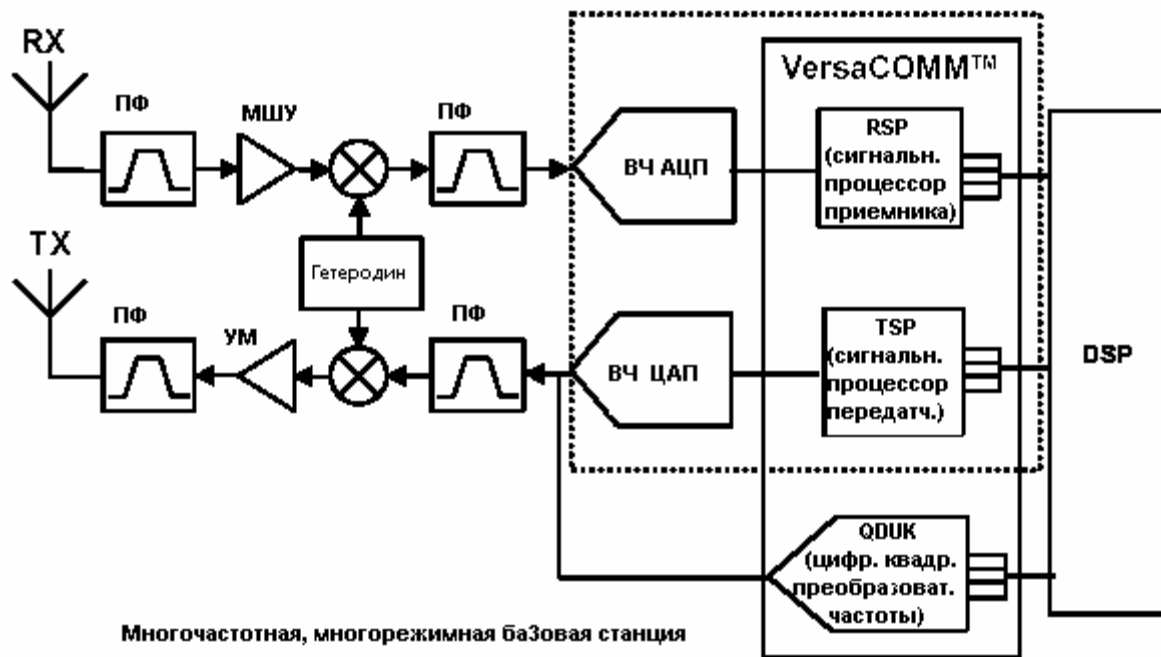 RX
ПФ
МШУ
ПФ
ВЧ АЦП
VersaCOMM™
RSP
(сигнальн.
процессор
приемника)
Гетеродин
TX
ПФ
УМ
ПФ
ВЧ ЦАП
TSP
(сигнальн.
процессор
передатч.)
DSP
QDUK
(цифр. квадр.
преобразоват.
частоты)
Многочастотная, многорежимная ба3овая станция